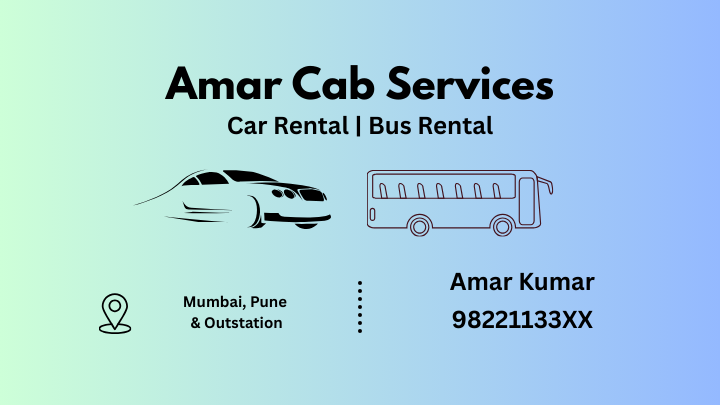 Amar Cab Services
Car Rental | Bus Rental
Mumbai, Pune
& Outstation
Amar Kumar
98221133XX